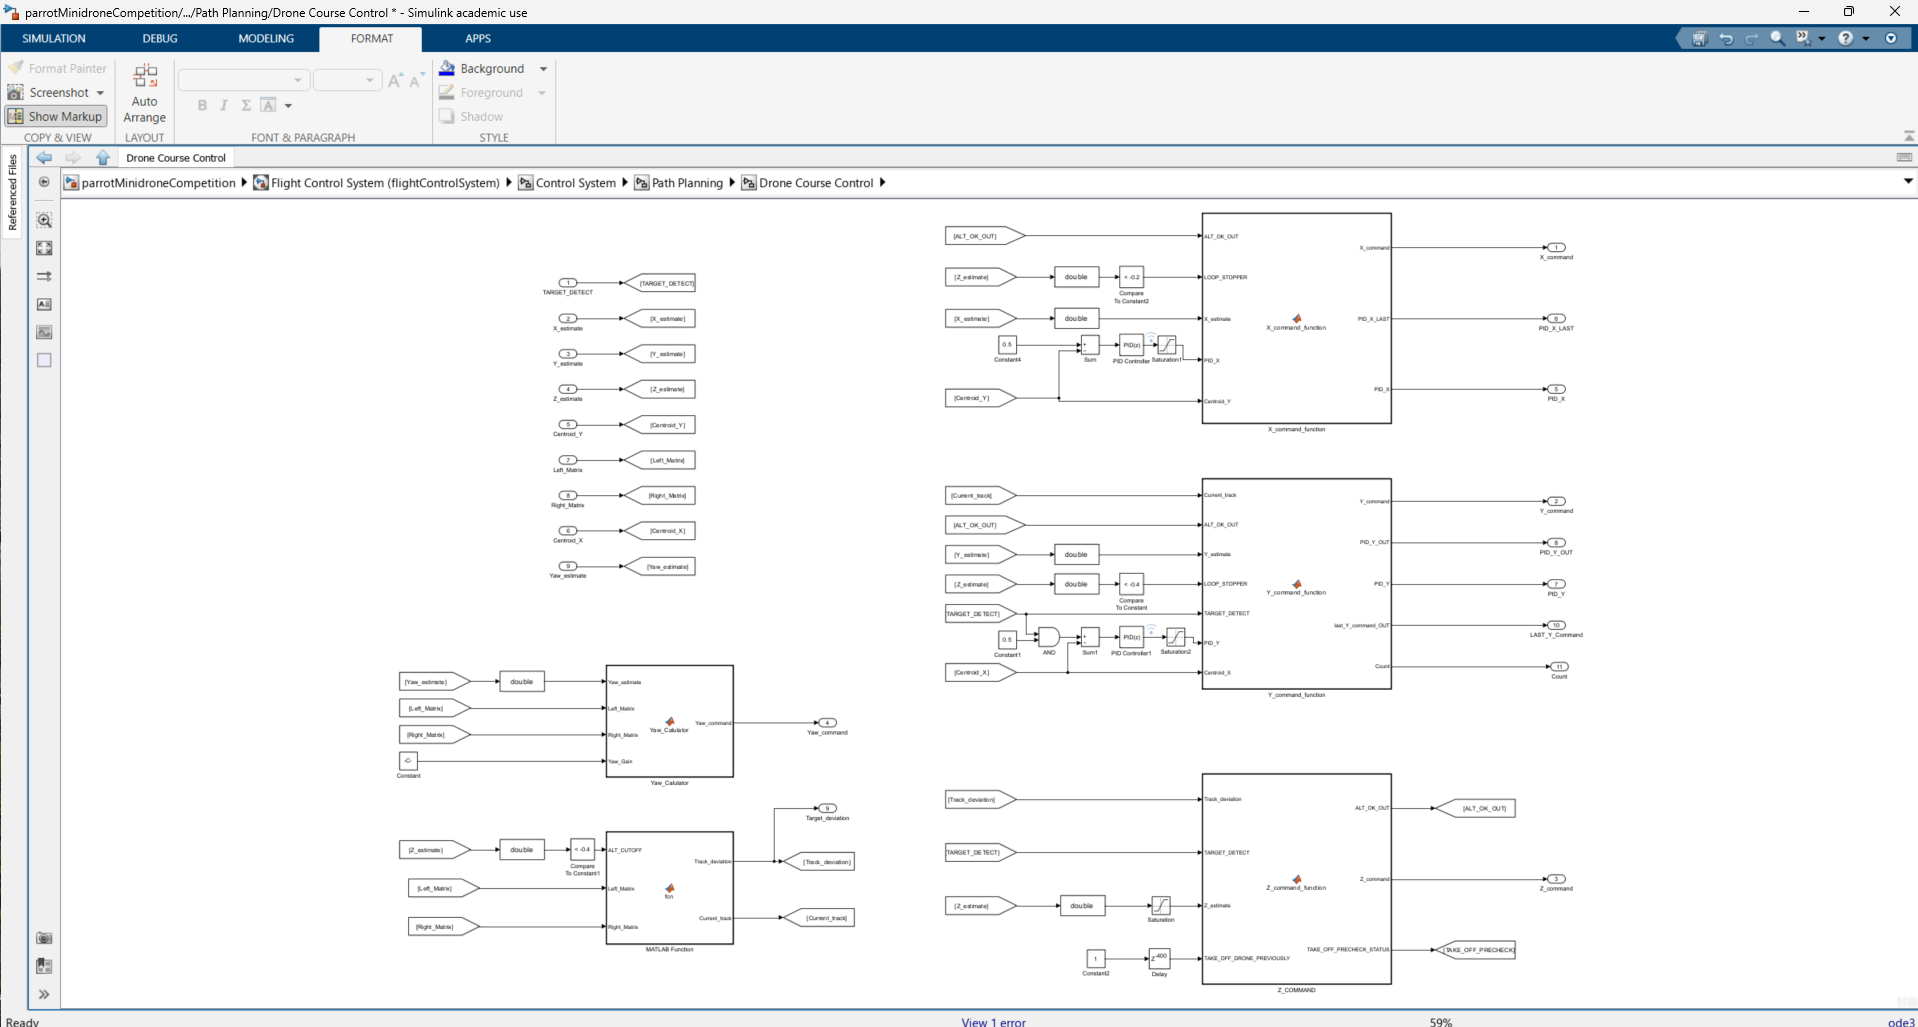 parrotMinidroneCompetition/.../Path Planning/Drone Course Control * - Simulink academic use
SIMULATION
DEBUG
MODELING
FORMAT
APPS
Format Painter
Screenshot
Show Markup
COPY & VIEW
Auto
Arrange
LAYOUT
B I Σ A
FONT & PARAGRAPH
Background
Foreground
Shadow
STYLE
Referenced Files
Drone Course Control
parrotMinidroneCompetition
Flight Control System (flightControlSystem)
Control System
Path Planning
Drone Course Control
1
TARGET_DETECT
[TARGET_DETECT]
2
X_estimate
[X_estimate]
3
Y_estimate
[Y_estimate]
4
Z_estimate
[Z_estimate]
5
Centroid_Y
[Centroid_Y]
7
Left_Matrix
[Left_Matrix]
8
Right_Matrix
[Right_Matrix]
6
Centroid_X
[Centroid_X]
9
Yaw_estimate
[Yaw_estimate]
[Yaw_estimate]
double
Yaw_estimate
[Left_Matrix]
Left_Matrix
[Right_Matrix]
Right_Matrix
-C-
Constant
Yaw_Gain
Yaw_Calulator
Yaw_command
4
Yaw_command
Yaw_Calulator
9
Target_deviation
[Z_estimate]
double
< -0.4
Compare
To Constant1
ALT_CUTOFF
[Left_Matrix]
Left_Matrix
[Right_Matrix]
Right_Matrix
fcn
Track_deviation
[Track_deviation]
Current_track
[Current_track]
MATLAB Function
[ALT_OK_OUT]
ALT_OK_OUT
[Z_estimate]
double
< -0.2
Compare
To Constant2
LOOP_STOPPER
[X_estimate]
double
X_estimate
0.5
Constant4
Sum
PID(z)
PID Controller
Saturation1
PID_X
[Centroid_Y]
Centroid_Y
X_command_function
X_command
1
X_command
PID_X_LAST
6
PID_X_LAST
PID_X
5
PID_X
X_command_function
[Current_track]
Current_track
[ALT_OK_OUT]
ALT_OK_OUT
[Y_estimate]
double
Y_estimate
[Z_estimate]
double
< -0.4
Compare
To Constant
LOOP_STOPPER
TARGET_DETECT]
TARGET_DETECT
0.5
Constant1
AND
Sum1
PID(z)
PID Controller1
Saturation2
PID_Y
[Centroid_X]
Centroid_X
Y_command_function
Y_command
2
Y_command
PID_Y_OUT
8
PID_Y_OUT
PID_Y
7
PID_Y
last_Y_command_OUT
10
LAST_Y_Command
Count
11
Count
Y_command_function
[Track_deviation]
Track_deviation
TARGET_DETECT]
TARGET_DETECT
[Z_estimate]
double
Saturation
Z_estimate
1
Constant2
Z-400
Delay
TAKE_OFF_DRONE_PREVIOUSLY
Z_command_function
ALT_OK_OUT
[ALT_OK_OUT]
Z_command
3
Z_command
TAKE_OFF_PRECHECK_STATUS
[TAKE_OFF_PRECHECK]
Z_COMMAND
Ready
View 1 error
59%
ode3